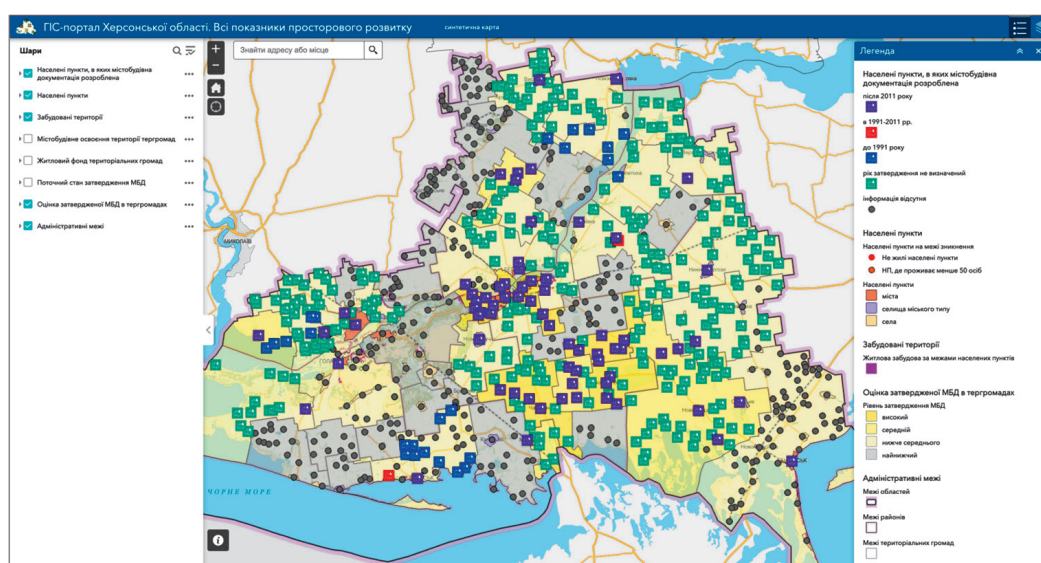 ГІС-портал Херсонської області. Всі показники просторового розвитку
синтетична карта
Шари
Населені пункти, в яких містобудівна
документація розроблена
Населені пункти
Забудовані території
Містобудівне освоєння території тергромад
Житловий фонд територіальних громад
Поточний стан затвердження МБД
Оцінка затвердженої МБД в тергромадах
Адміністративні межі
Знайти адресу або місце
МИКОЛАЇВ
ЧОРНЕ МОРЕ
Легенда
Населені пункти, в яких містобудівна
документація розроблена
після 2011 року
в 1991-2011 рр.
до 1991 року
рік затвердження не визначений
інформація відсутня
Населені пункти
Населені пункти на межі зникнення
Не жилі населені пункти
НП, де проживає менше 50 осіб
Населені пункти
міста
селища міського типу
села
Забудовані території
Житлова забудова за межами населених пунктів
Оцінка затвердженої МБД в тергромадах
Рівень затвердження МБД
високий
середній
нижче середнього
найнижчий
Адміністративні межі
Межі областей
Межі районів
Межі територіальних громад